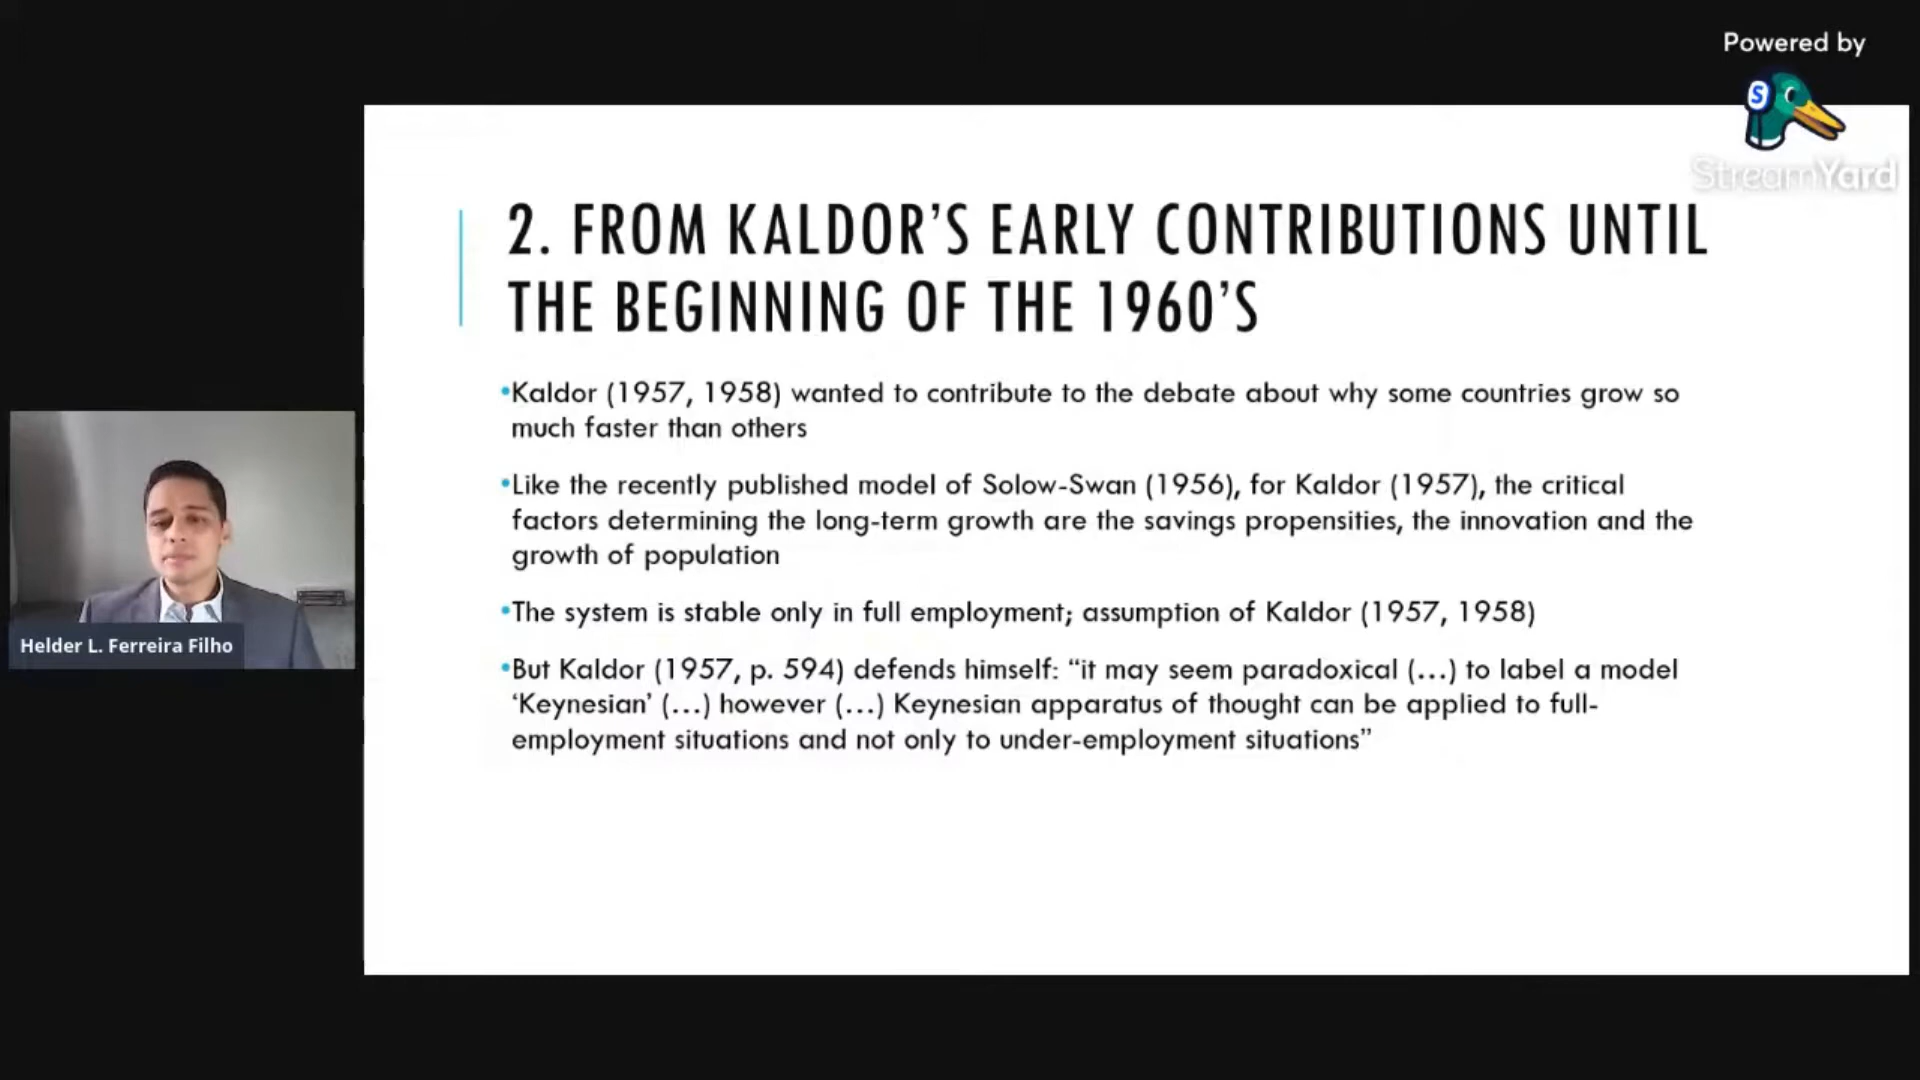 Powered by
S
StreamYard
2. FROM KALDOR’S EARLY CONTRIBUTIONS UNTIL
THE BEGINNING OF THE 1960’S
•Kaldor (1957, 1958) wanted to contribute to the debate about why some countries grow so
much faster than others
•Like the recently published model of Solow-Swan (1956), for Kaldor (1957), the critical
factors determining the long-term growth are the savings propensities, the innovation and the
growth of population
•The system is stable only in full employment; assumption of Kaldor (1957, 1958)
•But Kaldor (1957, p. 594) defends himself: “it may seem paradoxical (…) to label a model
‘Keynesian’ (…) however (…) Keynesian apparatus of thought can be applied to full-
employment situations and not only to under-employment situations”
Helder L. Ferreira Filho